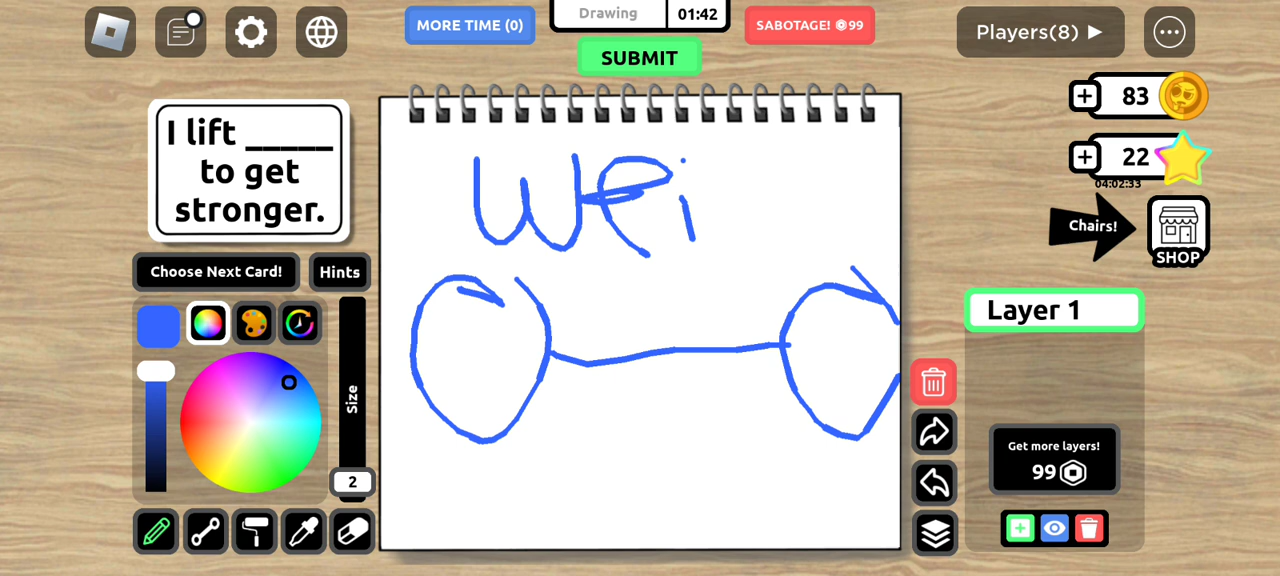 MORE TIME (0)
Drawing
01:42
SABOTAGE! 99
Players(8)
SUBMIT
83
I lift _____
to get
stronger.
22
04:02:33
Chairs!
SHOP
Choose Next Card!
Hints
Wei
Layer 1
Size
2
Get more layers!
99